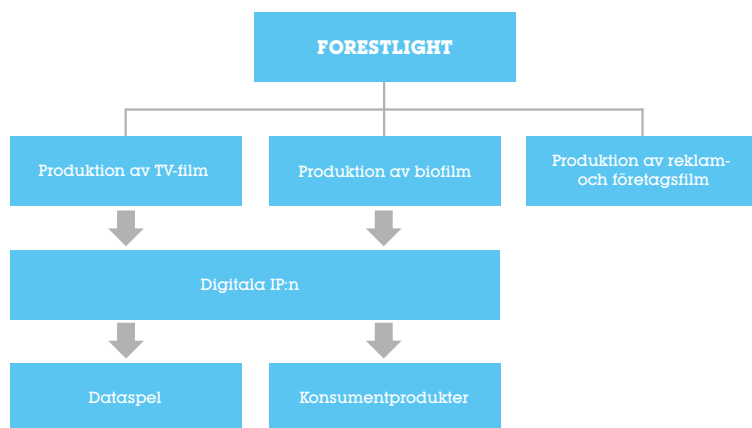 FORESTLIGHT
Produktion av TV-film
Produktion av biofilm
Produktion av reklam-
och företagsfilm
Digitala IP:n
Dataspel
Konsumentprodukter